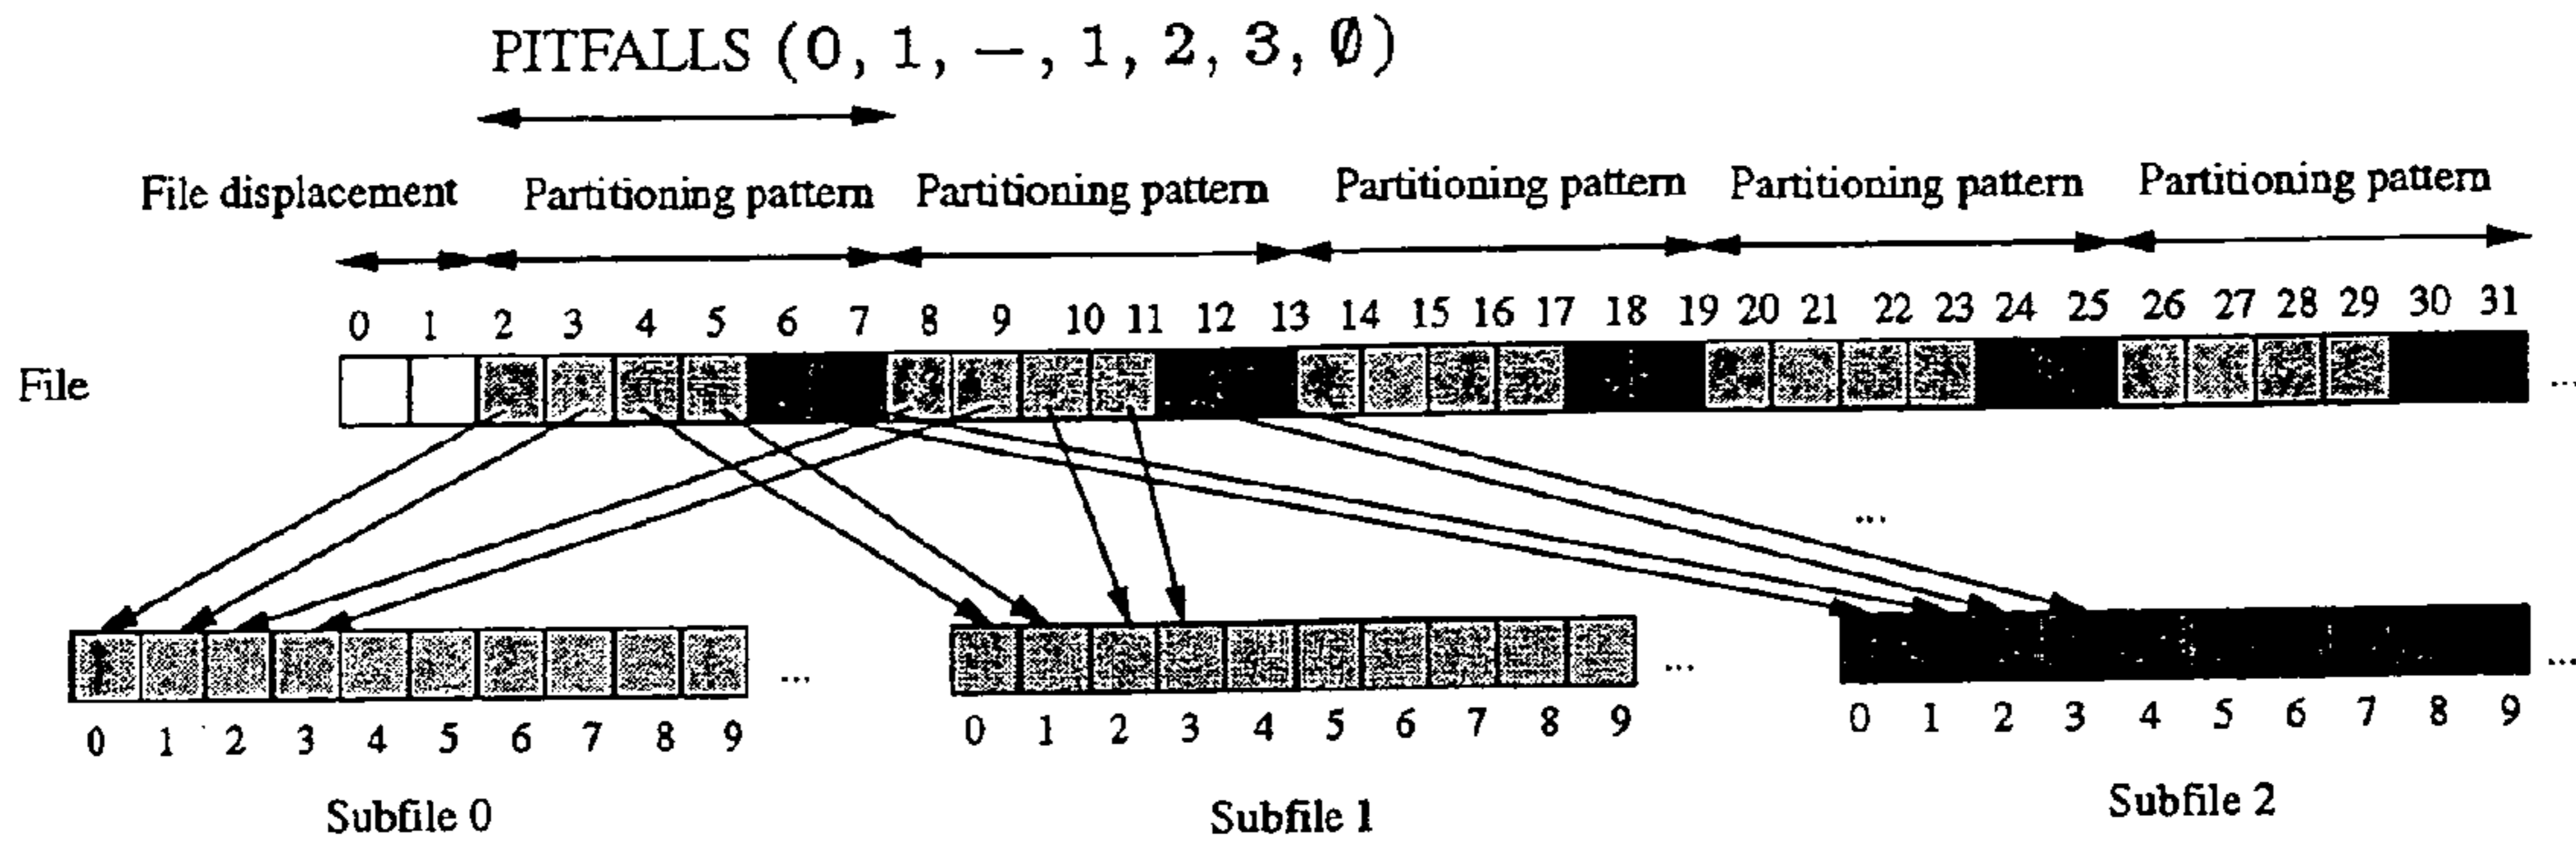 PITFALLS (0, 1, −, 1, 2, 3, ∅)
File displacement Partitioning pattern Partitioning pattern Partitioning pattern Partitioning pattern Partitioning pattern
0 1 2 3 4 5 6 7 8 9 10 11 12 13 14 15 16 17 18 19 20 21 22 23 24 25 26 27 28 29 30 31
File ...
...
... ... ...
0 1 2 3 4 5 6 7 8 9 0 1 2 3 4 5 6 7 8 9 0 1 2 3 4 5 6 7 8 9
Subfile 0 Subfile 1 Subfile 2